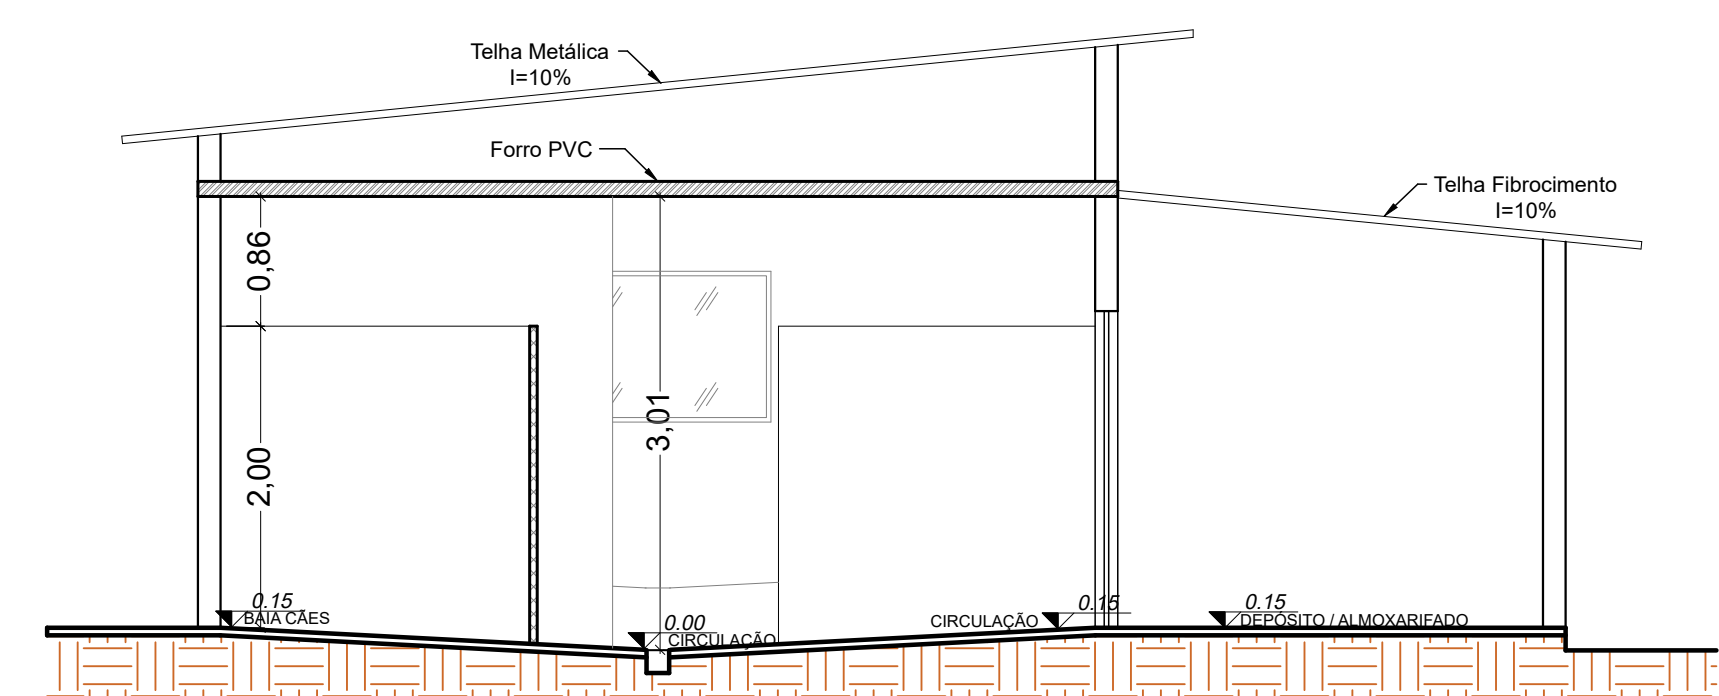 Telha Metálica
I=10%
Forro PVC
Telha Fibrocimento
I=10%
0,86
3,01
2,00
0.15
BAIA CÃES
0.00
CIRCULAÇÃO
CIRCULAÇÃO
0.15
0.15
DEPÓSITO / ALMOXARIFADO